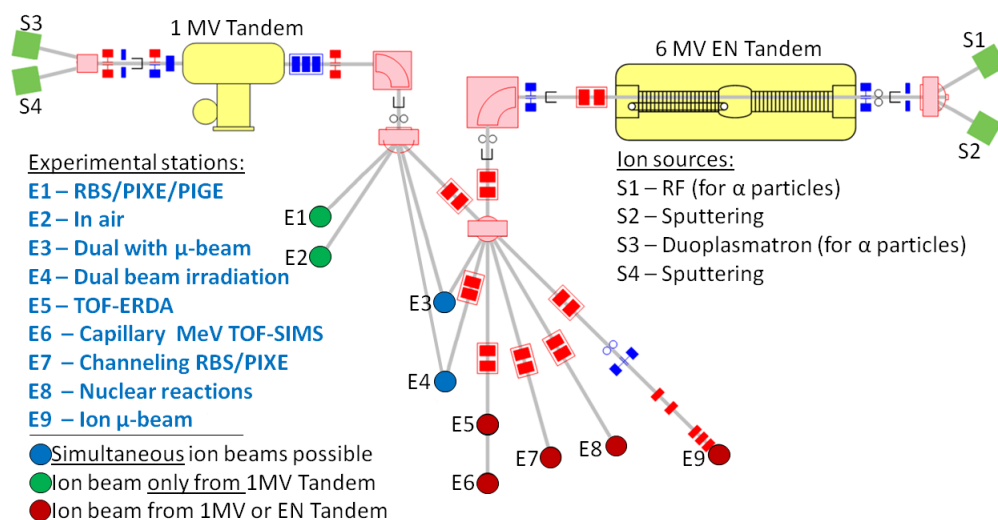 S3
1 MV Tandem
S4
6 MV EN Tandem
S1
S2
Experimental stations:
E1 – RBS/PIXE/PIGE
E2 – In air
E3 – Dual with μ-beam
E4 – Dual beam irradiation
E5 – TOF-ERDA
E6 – Capillary MeV TOF-SIMS
E7 – Channeling RBS/PIXE
E8 – Nuclear reactions
E9 – Ion μ-beam
Simultaneous ion beams possible
Ion beam only from 1MV Tandem
Ion beam from 1MV or EN Tandem
Ion sources:
S1 – RF (for α particles)
S2 – Sputtering
S3 – Duoplasmatron (for α particles)
S4 – Sputtering
E1
E2
E3
E4
E5
E6
E7
E8
E9